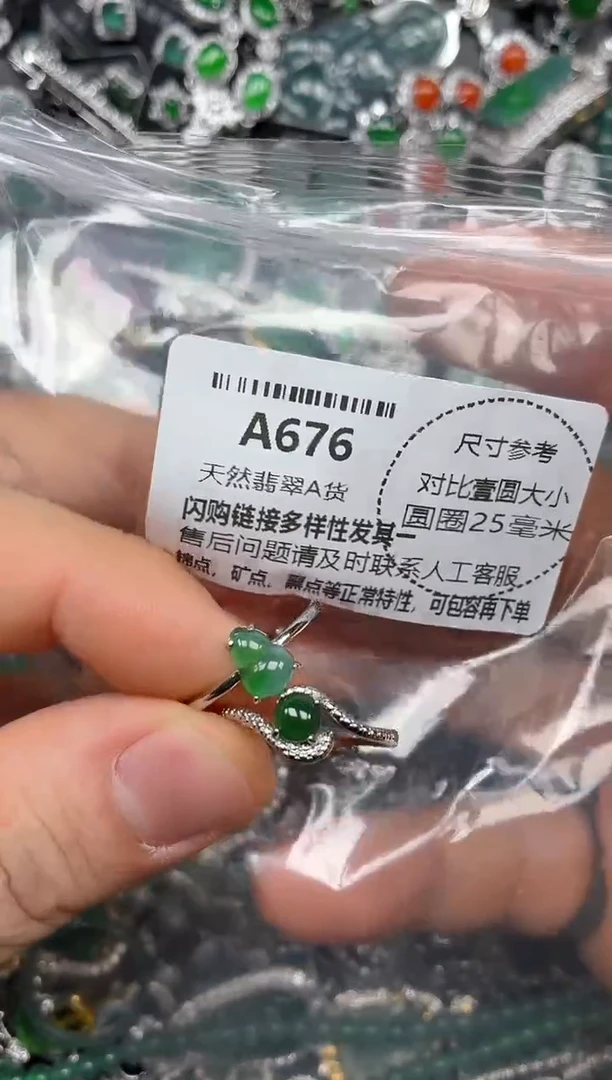 A676
天然翡翠A货
闪购链接多样性发其一
售后问题请及时联系人工客服
棉点，矿点，黑点等正常特性，可包容再下单
尺寸参考
对比壹圆大小
圆圈25毫米